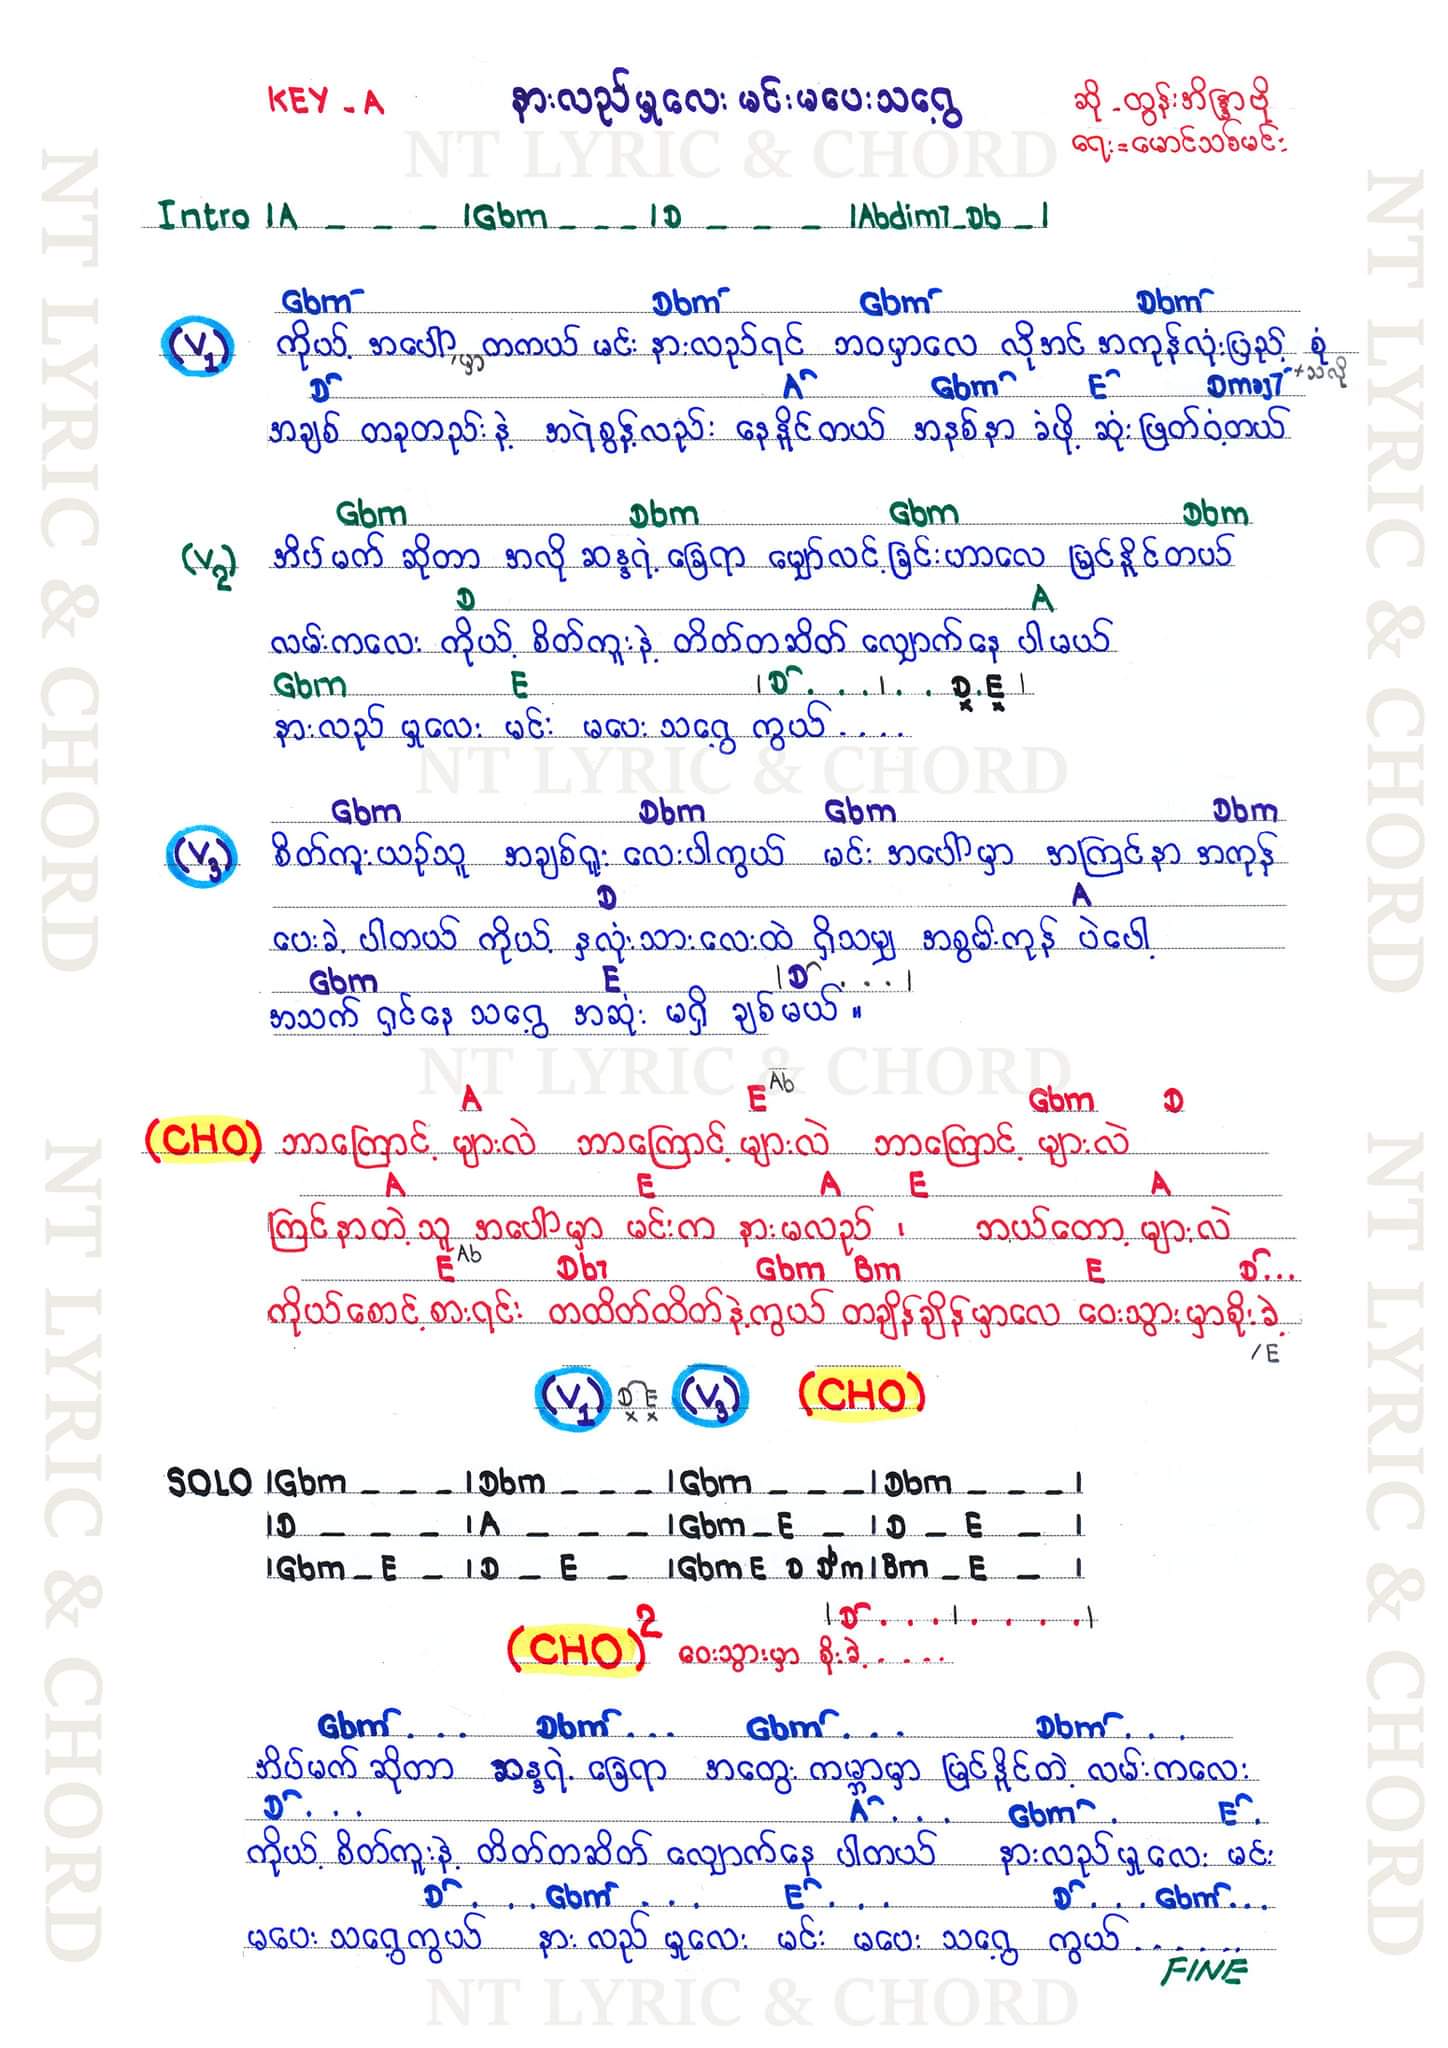 KEY - A နားလည်မှုလေး မင်းမပေးသ၍ ဆို - ထွန်းအိန္ဒြာဗို
ရေး = မောင်သစ်မင်း
NT LYRIC & CHORD
Intro |A _ _ _ |Gbm _ _ _ |D _ _ _ |Abdim7 _ Db _ |
Gbm Dbm Gbm Dbm
(V1) ကိုယ့် အပေါ် မှာ တကယ် မင်း နားလည်ရင် ဘဝမှာလေ လိုအင် အကုန်လုံးပြည့် စုံ
D A Gbm E Dmaj7 + သလို
အချစ် တခုတည်းနဲ့ အရဲစွန့်လည်း နေနိုင်တယ် အနစ်နာ ခံဖို့ ဆုံးဖြတ်ဝံ့တယ်
Gbm Dbm Gbm Dbm
(V2) အိပ်မက် ဆိုတာ အလို ဆန္ဒရဲ့ ခြေရာ မျှော်လင့်ခြင်းဟာလေ မြင်နိုင်တယ်
D A
လမ်းကလေး ကိုယ့် စိတ်ကူးနဲ့ တိတ်တဆိတ် လျှောက်နေ ပါမယ်
Gbm E |D . . . | . . D . E |
x x
နားလည် မှုလေး မင်း မပေး သ၍ ကွယ် . . . .
NT LYRIC & CHORD
Gbm Dbm Gbm Dbm
(V3) စိတ်ကူးယဉ်သူ အချစ်ရူး လေးပါကွယ် မင်း အပေါ်မှာ အကြင်နာ အကုန်
D A
ပေးခဲ့ ပါတယ် ကိုယ့် နှလုံးသားလေးထဲ ရှိသမျှ အစွမ်းကုန် ပဲပေါ့
Gbm E |D . . . |
အသက် ရှင်နေ သ၍ အဆုံး မရှိ ချစ်မယ် ။
NT LYRIC & CHORD
A E Ab Gbm D
(CHO) ဘာကြောင့် များလဲ ဘာကြောင့် များလဲ ဘာကြောင့် များလဲ
A E A E A
ကြင်နာတဲ့သူ အပေါ်မှာ မင်းက နားမလည် ၊ ဘယ်တော့ များလဲ
E Ab Db7 Gbm Bm E D...
ကိုယ်စောင့်စားရင်း တထိတ်ထိတ်နဲ့ကွယ် တချိန်ချိန်မှာလေ ဝေးသွားမှာစိုးခဲ့
/E
(V1) D E (V3) (CHO)
x x
SOLO |Gbm _ _ _ |Dbm _ _ _ |Gbm _ _ _ |Dbm _ _ _ |
|D _ _ _ |A _ _ _ |Gbm _ E _ |D _ E _ |
|Gbm _ E _ |D _ E _ |Gbm E D Dbm |Bm _ E _ |
|D . . . | . . . . |
(CHO)2 ဝေးသွားမှာ စိုးခဲ့ . . . . .
Gbm . . . Dbm . . . Gbm . . . Dbm . . .
အိပ်မက် ဆိုတာ ဆန္ဒရဲ့ ခြေရာ အတွေး ကမ္ဘာမှာ မြင်နိုင်တဲ့ လမ်းကလေး
D . . . A . . . Gbm . E .
ကိုယ့် စိတ်ကူးနဲ့ တိတ်တဆိတ် လျှောက်နေ ပါတယ် နားလည်မှုလေး မင်း
D . . . Gbm . . . E . . . D . . . Gbm . . .
မပေး သ၍ကွယ် နား လည် မှုလေး မင်း မပေး သ၍ ကွယ် . . . . . .
FINE
NT LYRIC & CHORD
NT LYRIC & CHORD
NT LYRIC & CHORD
NT LYRIC & CHORD
NT LYRIC & CHORD